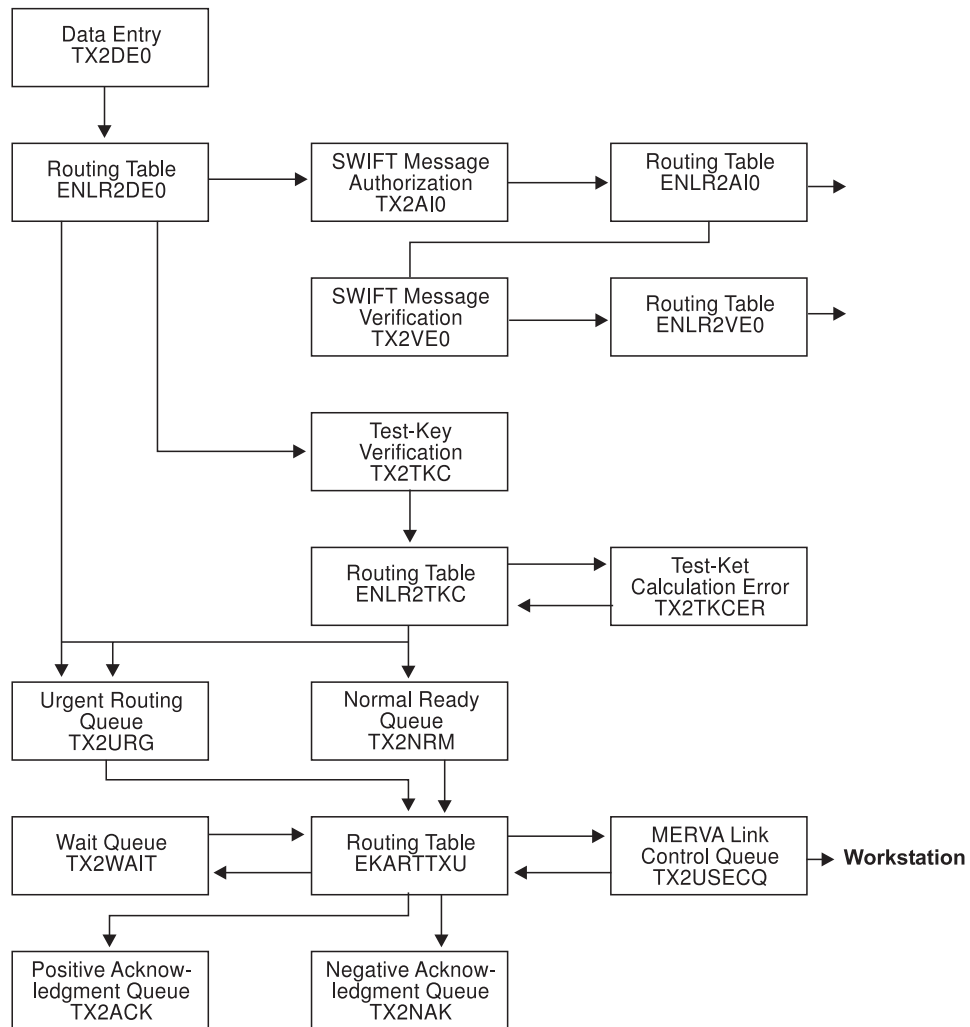 Data Entry
TX2DE0
Routing Table
ENLR2DE0
SWIFT Message
Authorization
TX2AI0
Routing Table
ENLR2AI0
SWIFT Message
Verification
TX2VE0
Routing Table
ENLR2VE0
Test-Key
Verification
TX2TKC
Routing Table
ENLR2TKC
Test-Ket
Calculation Error
TX2TKCER
Urgent Routing
Queue
TX2URG
Normal Ready
Queue
TX2NRM
Wait Queue
TX2WAIT
Routing Table
EKARTTXU
MERVA Link
Control Queue
TX2USECQ
Workstation
Positive Acknow-
ledgment Queue
TX2ACK
Negative Acknow-
ledgment Queue
TX2NAK